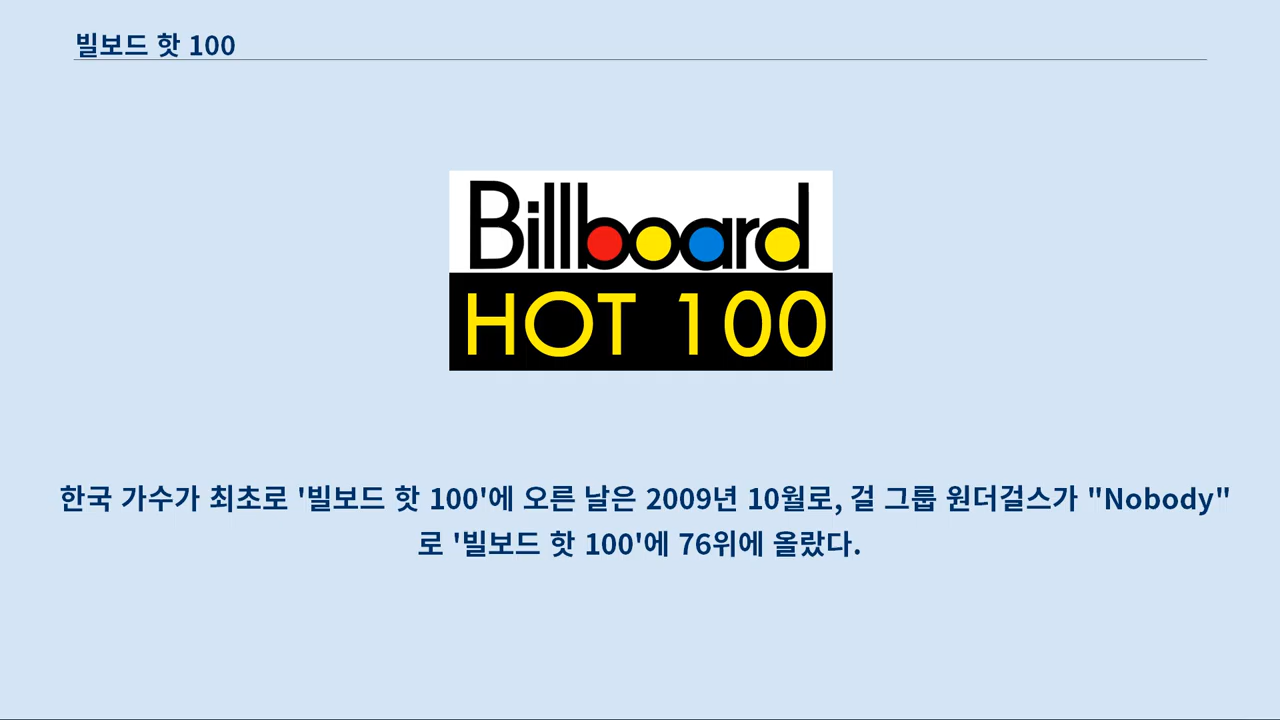 빌보드 핫 100
Billboard
HOT 100
한국 가수가 최초로 '빌보드 핫 100'에 오른 날은 2009년 10월로, 걸 그룹 원더걸스가 "Nobody"
로 '빌보드 핫 100'에 76위에 올랐다.